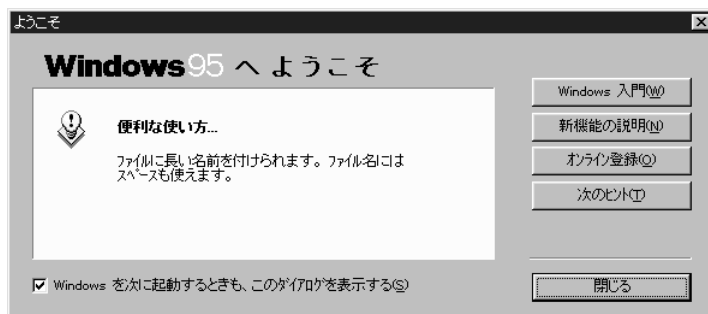 ようこそ
Windows95 へ ようこそ
便利な使い方...
ﾌｧｲﾙに長い名前を付けられます。ﾌｧｲﾙ名には
ｽﾍﾟｰｽも使えます。
Windows 入門(W)
新機能の説明(N)
ｵﾝﾗｲﾝ登録(O)
次のﾋﾝﾄ(T)
Windows を次に起動するときも、このﾀﾞｲｱﾛｸﾞを表示する(S)
閉じる